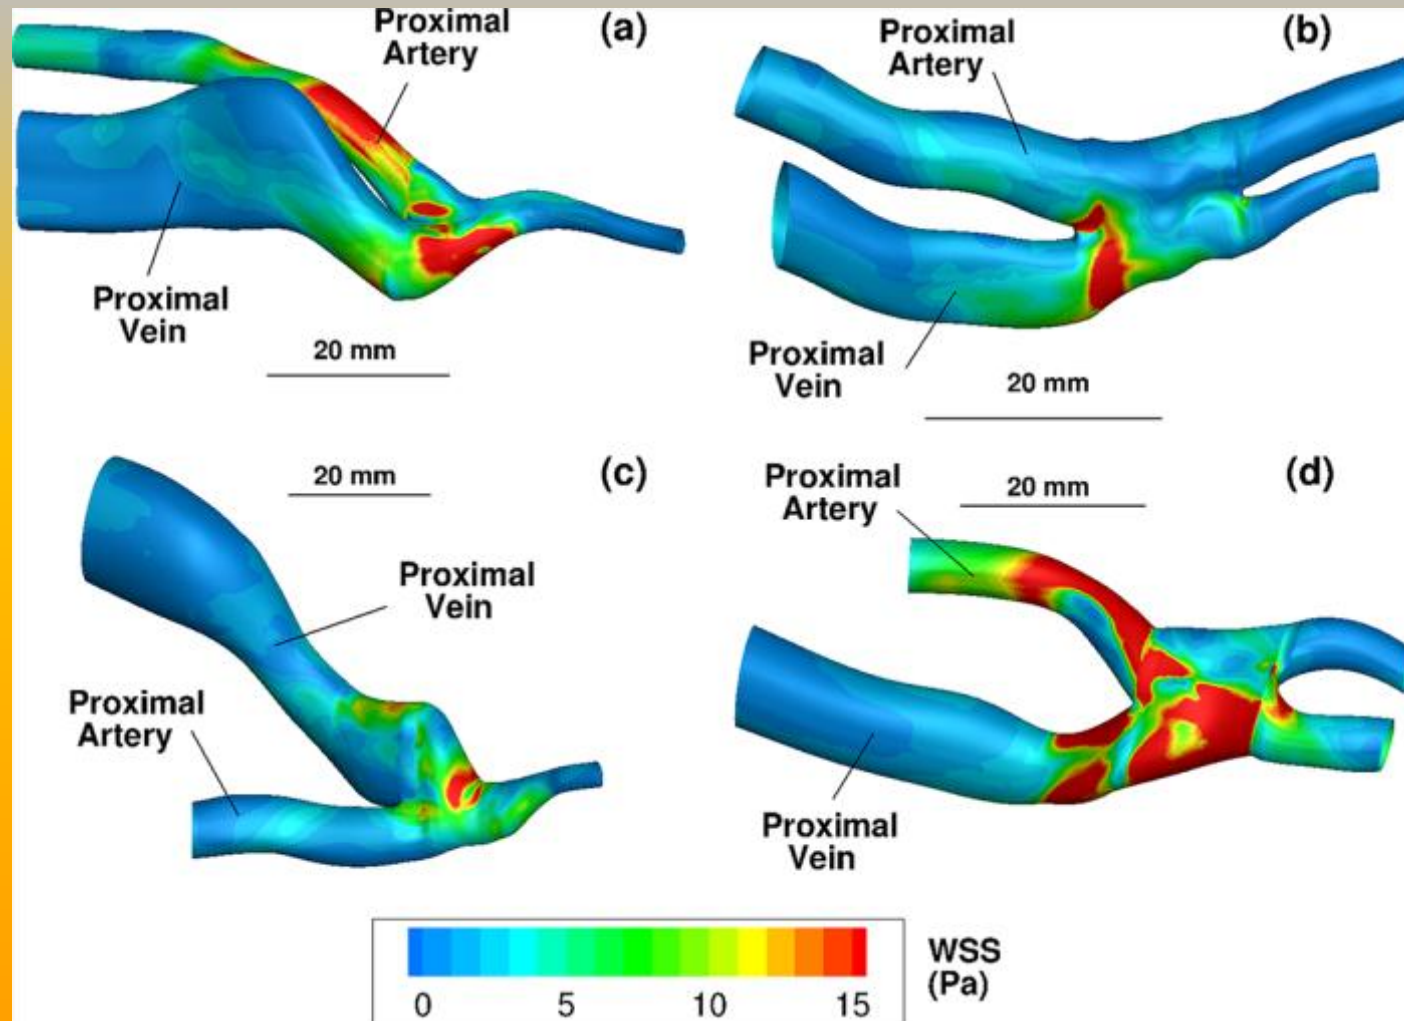 Proximal
Artery
(a)
Proximal
Vein
20 mm
Proximal
Artery
(b)
Proximal
Vein
20 mm
20 mm
(c)
Proximal
Vein
Proximal
Artery
Proximal
Artery
20 mm
(d)
Proximal
Vein
WSS
(Pa)
0 5 10 15